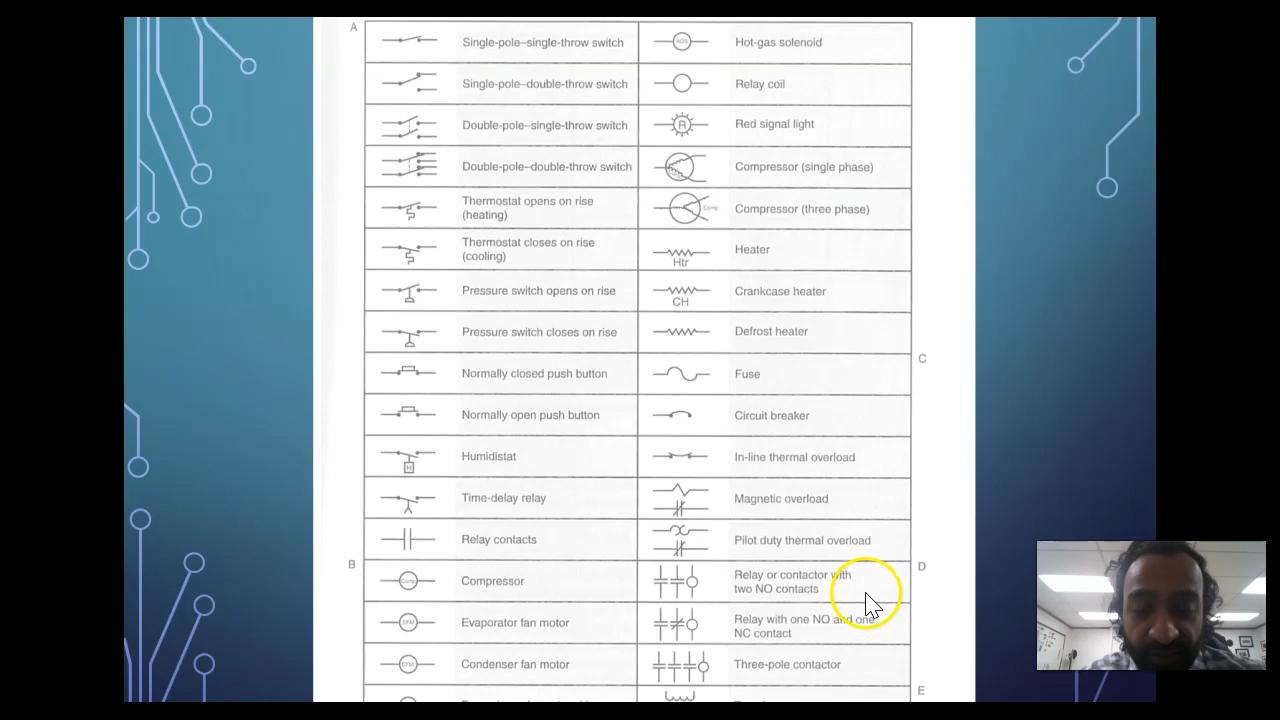 A
Single-pole–single-throw switch
Hot-gas solenoid
Single-pole–double-throw switch
Relay coil
Double-pole–single-throw switch
R
Red signal light
Double-pole–double-throw switch
Compressor (single phase)
Thermostat opens on rise
(heating)
Comp
Compressor (three phase)
Thermostat closes on rise
(cooling)
Htr
Heater
Pressure switch opens on rise
CH
Crankcase heater
Pressure switch closes on rise
Defrost heater
C
Normally closed push button
Fuse
Normally open push button
Circuit breaker
H
Humidistat
In-line thermal overload
Time-delay relay
Magnetic overload
Relay contacts
Pilot duty thermal overload
B
D
Comp
Compressor
Relay or contactor with
two NO contacts
EFM
Evaporator fan motor
Relay with one NO and one
NC contact
CFM
Condenser fan motor
Three-pole contactor
E